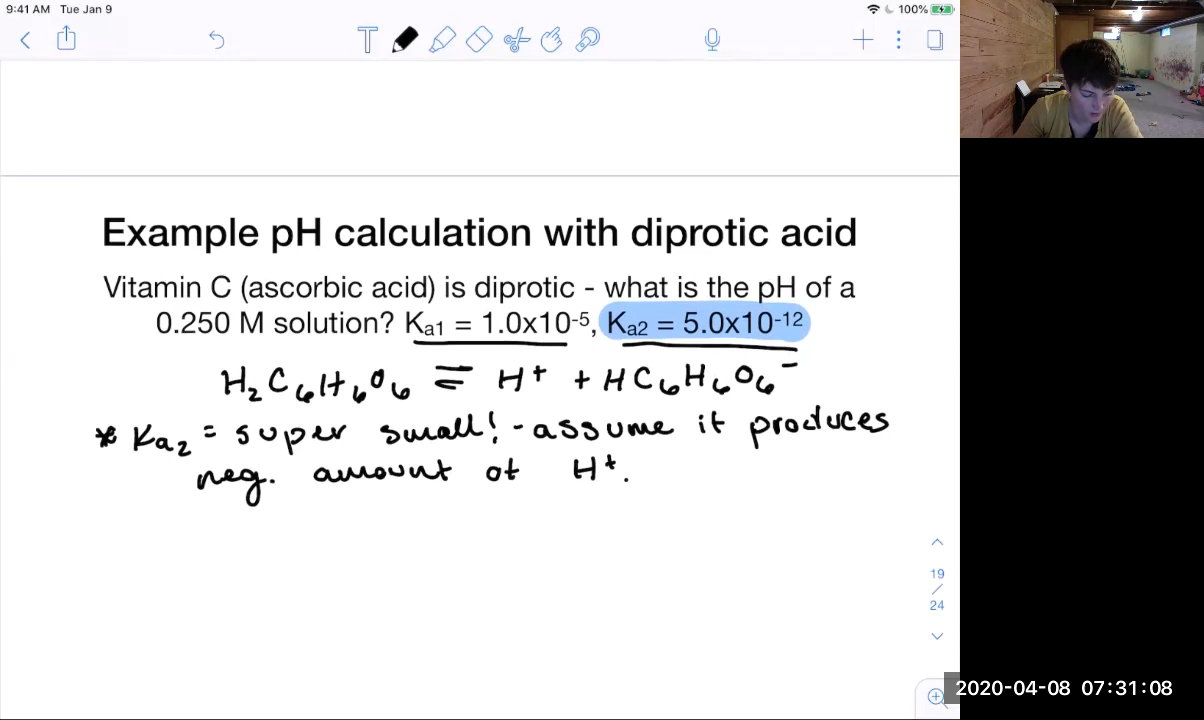 9:41 AM Tue Jan 9
100%
Example pH calculation with diprotic acid
Vitamin C (ascorbic acid) is diprotic - what is the pH of a
0.250 M solution? Ka1 = 1.0x10-5, Ka2 = 5.0x10-12
H2C6H6O6 ⇌ H+ + HC6H6O6-
* Ka2 = super small! - assume it produces
neg. amount of H+.
19
/
24
2020-04-08 07:31:08